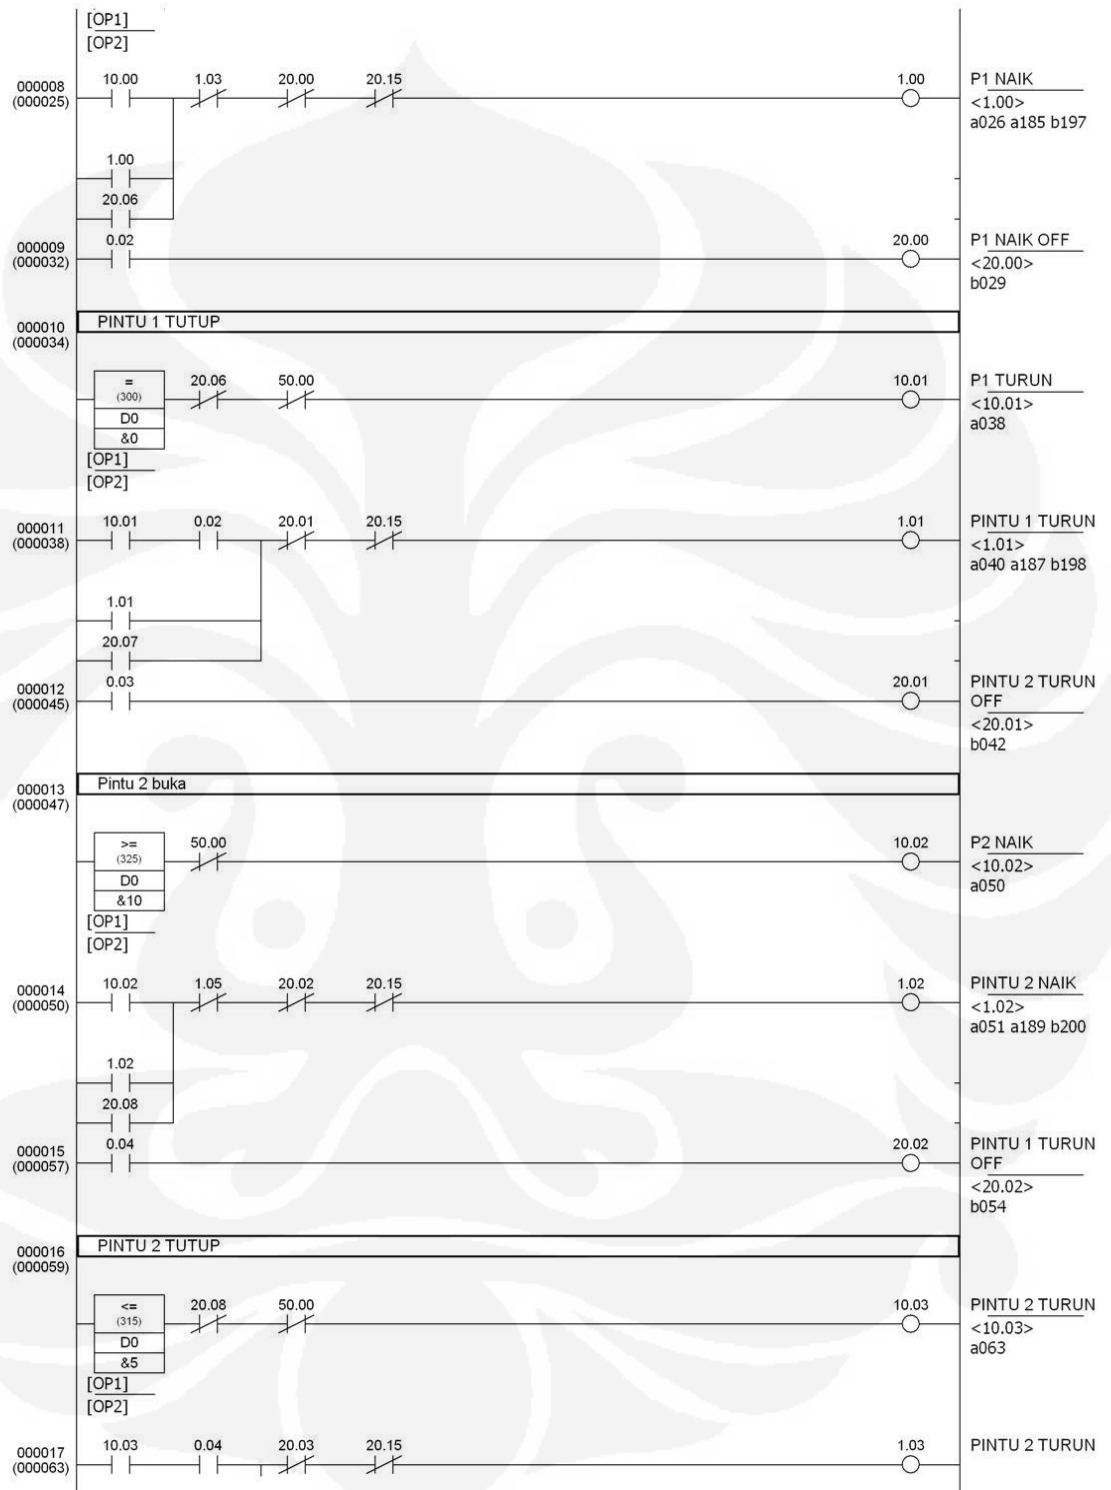 [OP1]
[OP2]
000008
(000025)
10.00 1.03 20.00 20.15 1.00 P1 NAIK
<1.00>
a026 a185 b197
1.00
20.06
000009
(000032)
0.02 20.00 P1 NAIK OFF
<20.00>
b029
000010
(000034)
PINTU 1 TUTUP
=
(300)
D0
&0
20.06 50.00 10.01 P1 TURUN
<10.01>
a038
[OP1]
[OP2]
000011
(000038)
10.01 0.02 20.01 20.15 1.01 PINTU 1 TURUN
<1.01>
a040 a187 b198
1.01
20.07
000012
(000045)
0.03 20.01 PINTU 2 TURUN
OFF
<20.01>
b042
000013
(000047)
Pintu 2 buka
>=
(325)
D0
&10
50.00 10.02 P2 NAIK
<10.02>
a050
[OP1]
[OP2]
000014
(000050)
10.02 1.05 20.02 20.15 1.02 PINTU 2 NAIK
<1.02>
a051 a189 b200
1.02
20.08
000015
(000057)
0.04 20.02 PINTU 1 TURUN
OFF
<20.02>
b054
000016
(000059)
PINTU 2 TUTUP
<=
(315)
D0
&5
20.08 50.00 10.03 PINTU 2 TURUN
<10.03>
a063
[OP1]
[OP2]
000017
(000063)
10.03 0.04 20.03 20.15 1.03 PINTU 2 TURUN